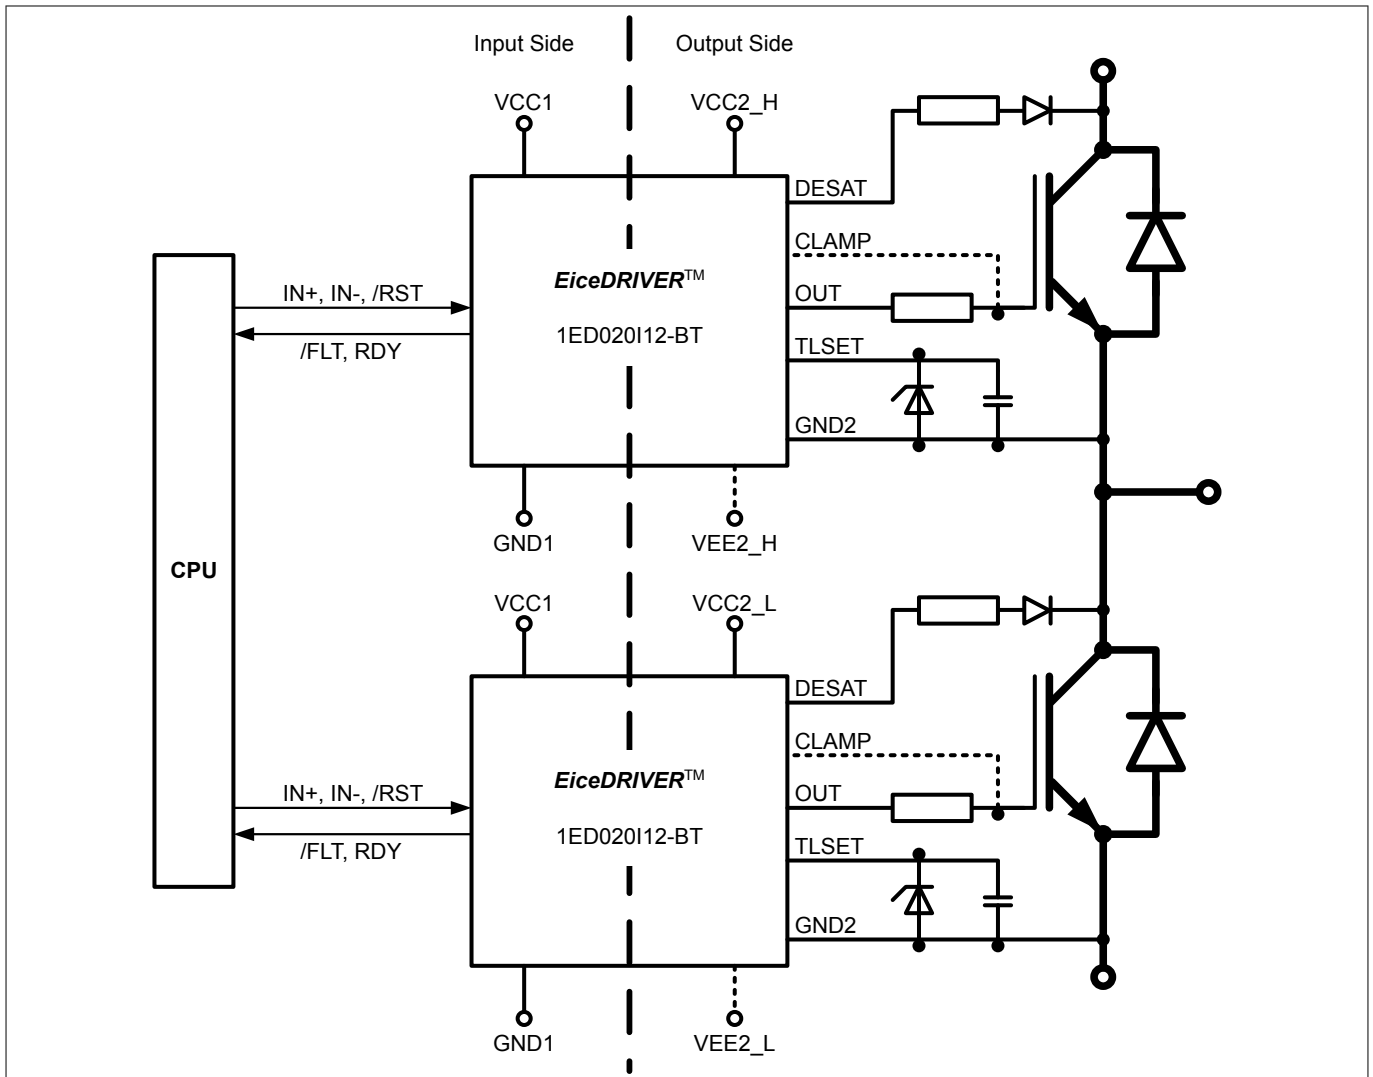 Input Side
Output Side
VCC1
VCC2_H
DESAT
CLAMP
EiceDRIVER™
IN+, IN-, /RST
OUT
1ED020I12-BT
/FLT, RDY
TLSET
GND2
GND1
VEE2_H
CPU
VCC1
VCC2_L
DESAT
CLAMP
EiceDRIVER™
IN+, IN-, /RST
OUT
1ED020I12-BT
/FLT, RDY
TLSET
GND2
GND1
VEE2_L